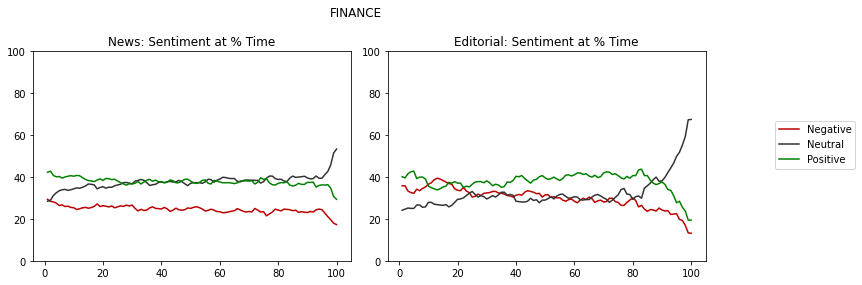 FINANCE
News: Sentiment at % Time
Editorial: Sentiment at % Time
100
80
60
40
20
0
0 20 40 60 80 100
100
80
60
40
20
0
0 20 40 60 80 100
Negative
Neutral
Positive